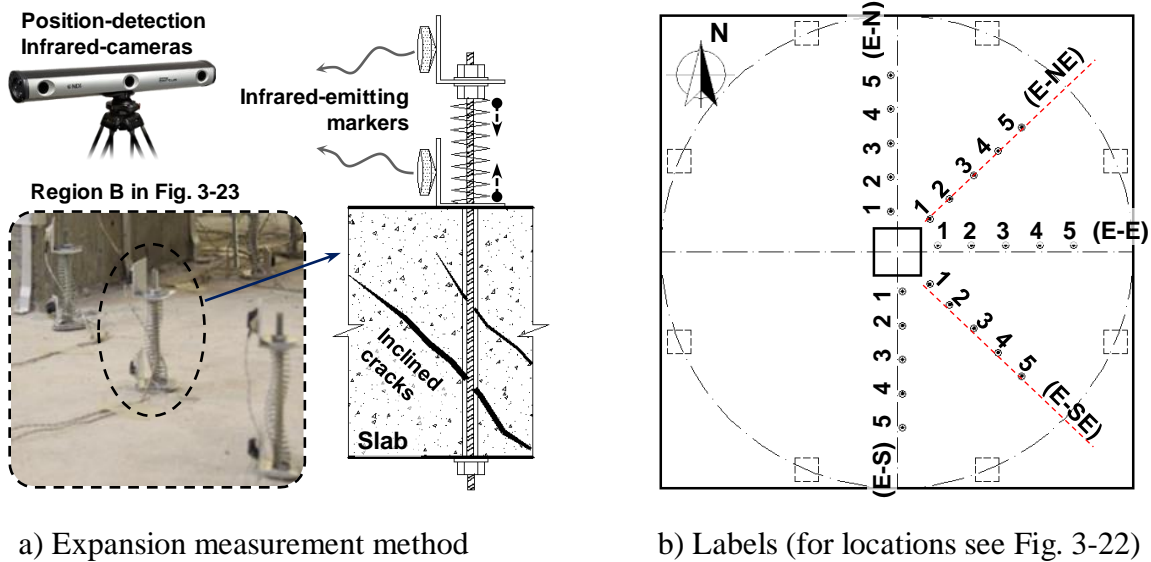 Position-detection
Infrared-cameras
Infrared-emitting
markers
Region B in Fig. 3-23
Inclined
cracks
Slab
N
(E-N)
5
4
3
2
1
1 2 3 4 5 (E-NE)
1 2 3 4 5 (E-E)
1 2 3 4 5 (E-SE)
1
2
3
4
5
(E-S)
a) Expansion measurement method
b) Labels (for locations see Fig. 3-22)